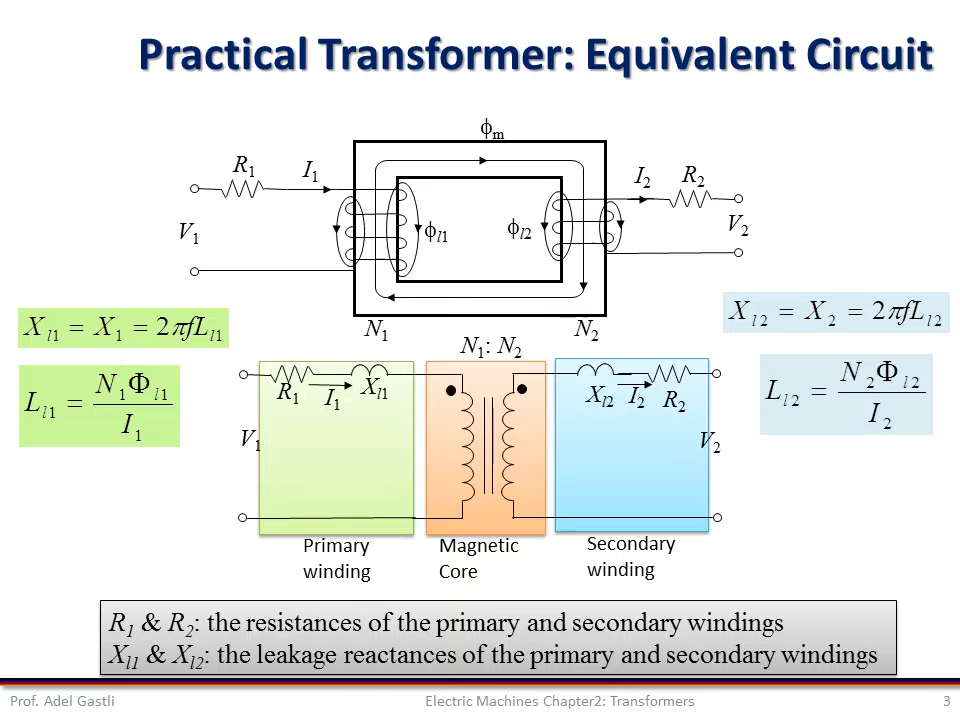 Practical Transformer: Equivalent Circuit
ϕm
R1
I1
I2
R2
V1
ϕl1
ϕl2
V2
Xl1 = X1 = 2πfLl1
Xl2 = X2 = 2πfLl2
N1
N2
N1: N2
Ll1 = N1Φl1 / I1
Ll2 = N2Φl2 / I2
R1
I1
Xl1
Xl2
I2
R2
V1
V2
Primary winding
Magnetic Core
Secondary winding
R1 & R2: the resistances of the primary and secondary windings
Xl1 & Xl2: the leakage reactances of the primary and secondary windings
Prof. Adel Gastli
Electric Machines Chapter2: Transformers
3